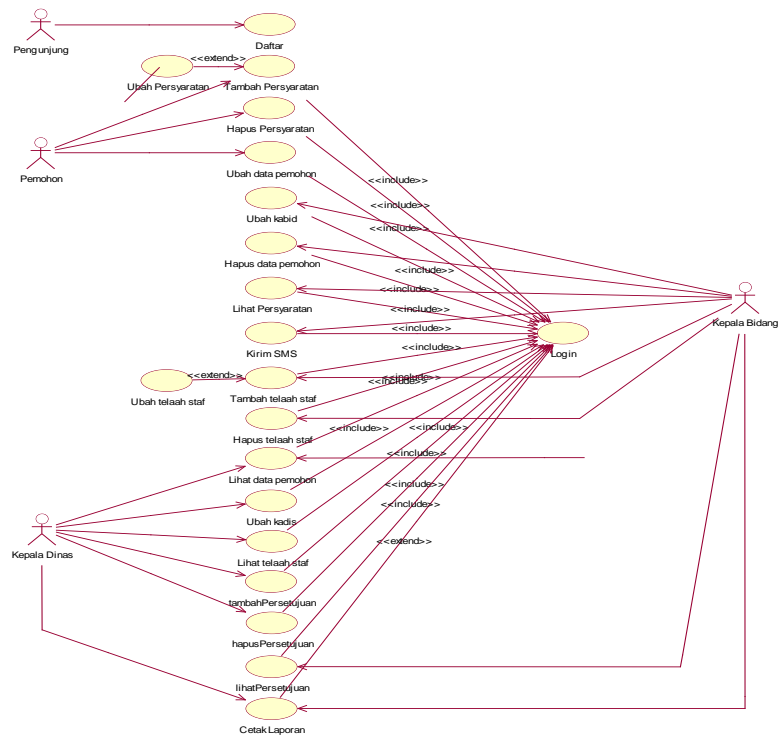 Pengunjung
Daftar
<<extend>>
Ubah Persyaratan
Tambah Persyaratan
Hapus Persyaratan
Pemohon
Ubah data pemohon
<<include>>
Ubah kabid
<<include>>
<<include>>
Hapus data pemohon
<<include>>
Lihat Persyaratan
<<include>>
Kepala Bidang
<<include>>
Kirim SMS
Login
<<include>>
<<extend>>
<<include>>
<<include>>
Ubah telaah staf
Tambah telaah staf
Hapus telaah staf
<<include>>
<<include>>
<<include>>
Lihat data pemohon
<<include>>
<<include>>
Ubah kadis
Kepala Dinas
<<extend>>
Lihat telaah staf
tambahPersetujuan
hapusPersetujuan
lihatPersetujuan
Cetak Laporan